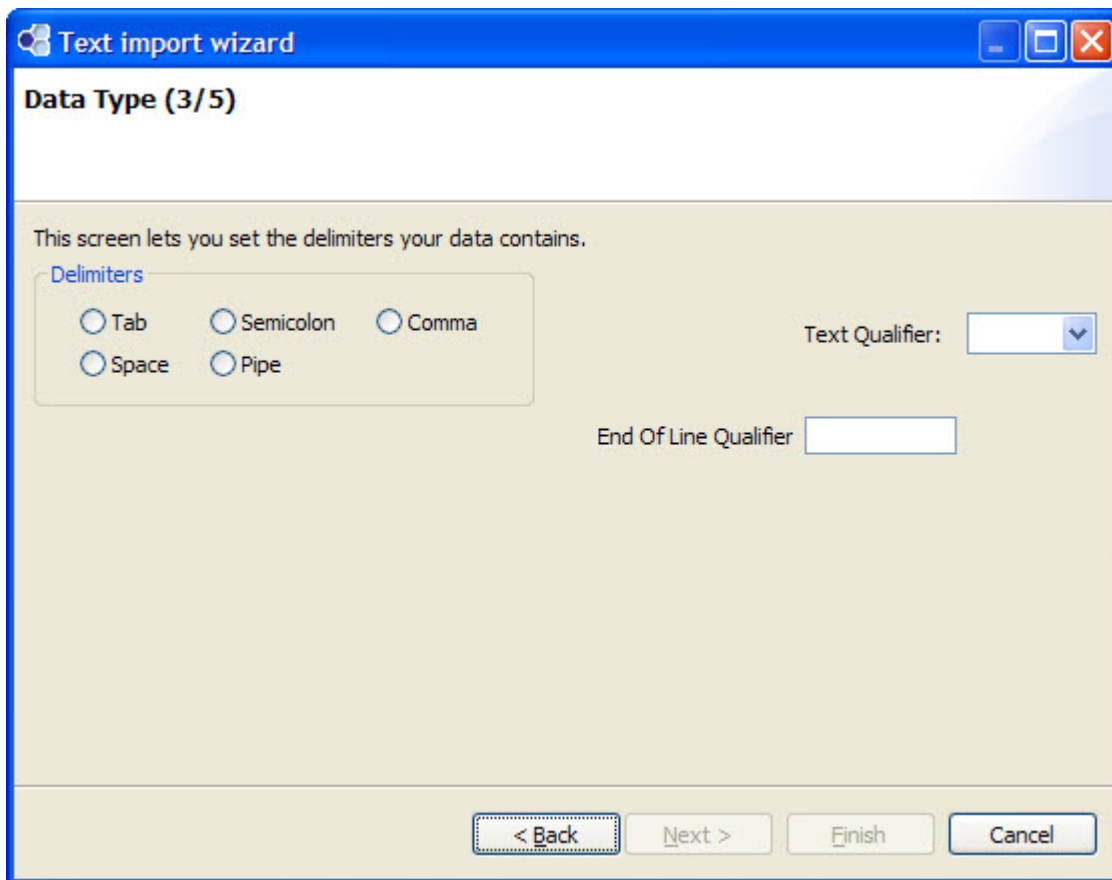 Text import wizard
Data Type (3/5)
This screen lets you set the delimiters your data contains.
Delimiters
Tab Semicolon Comma
Space Pipe
Text Qualifier:
End Of Line Qualifier
< Back Next > Finish Cancel